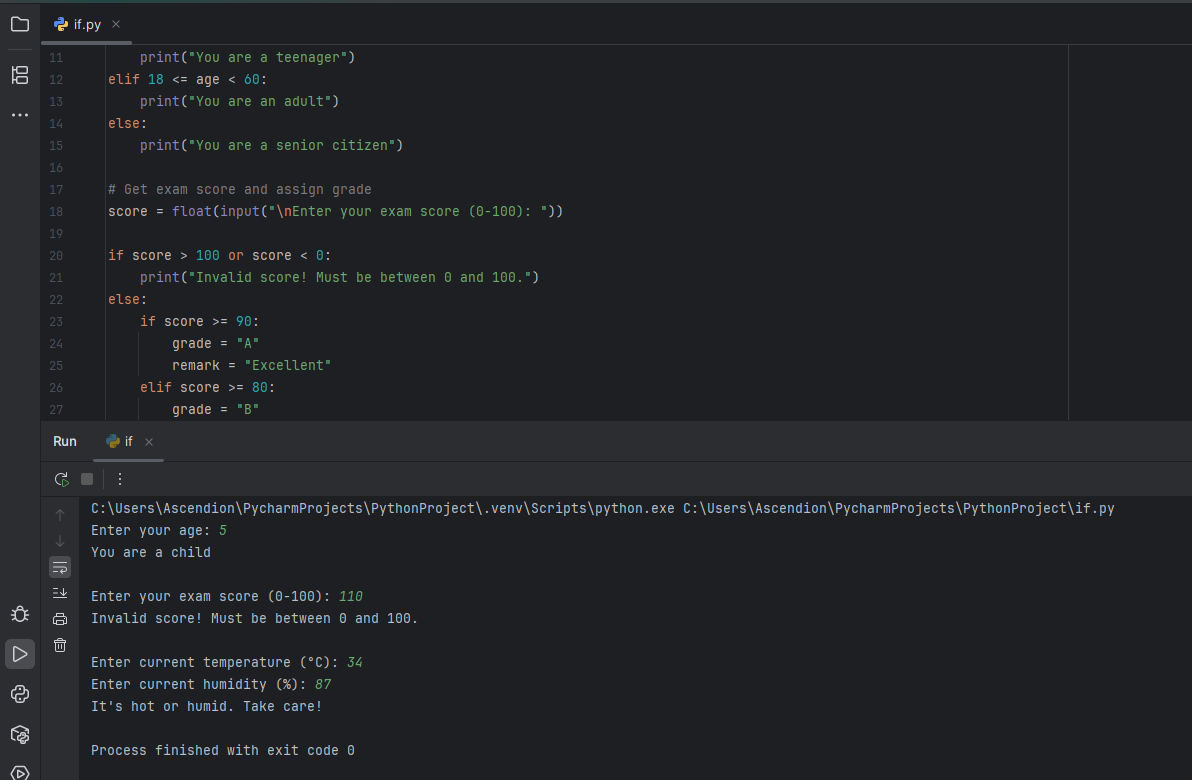 if.py
11 print("You are a teenager")
12 elif 18 <= age < 60:
13 print("You are an adult")
14 else:
15 print("You are a senior citizen")
16
17 # Get exam score and assign grade
18 score = float(input("\nEnter your exam score (0-100): "))
19
20 if score > 100 or score < 0:
21 print("Invalid score! Must be between 0 and 100.")
22 else:
23 if score >= 90:
24 grade = "A"
25 remark = "Excellent"
26 elif score >= 80:
27 grade = "B"
Run if
C:\Users\Ascendion\PycharmProjects\PythonProject\.venv\Scripts\python.exe C:\Users\Ascendion\PycharmProjects\PythonProject\if.py
Enter your age: 5
You are a child
Enter your exam score (0-100): 110
Invalid score! Must be between 0 and 100.
Enter current temperature (°C): 34
Enter current humidity (%): 87
It's hot or humid. Take care!
Process finished with exit code 0